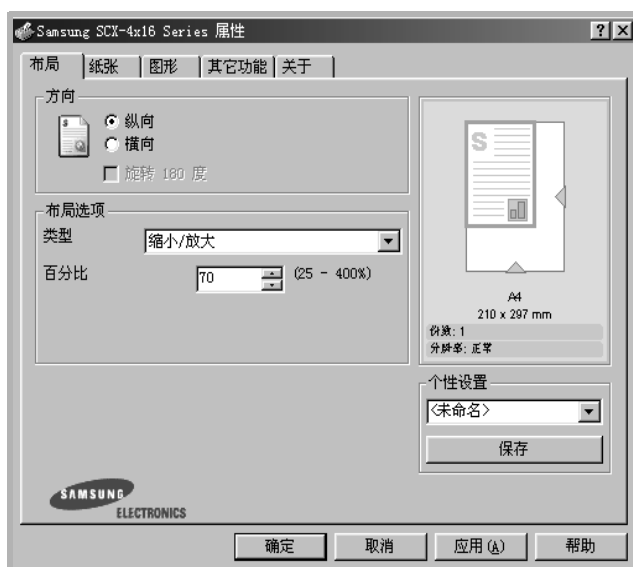 Samsung SCX-4x16 Series 属性
布局 纸张 图形 其它功能 关于
方向
纵向
横向
旋转 180 度
布局选项
类型 缩小/放大
百分比 70 (25 - 400%)
S
A4
210 x 297 mm
份数: 1
分辨率: 正常
个性设置
<未命名>
保存
SAMSUNG
ELECTRONICS
确定 取消 应用(A) 帮助